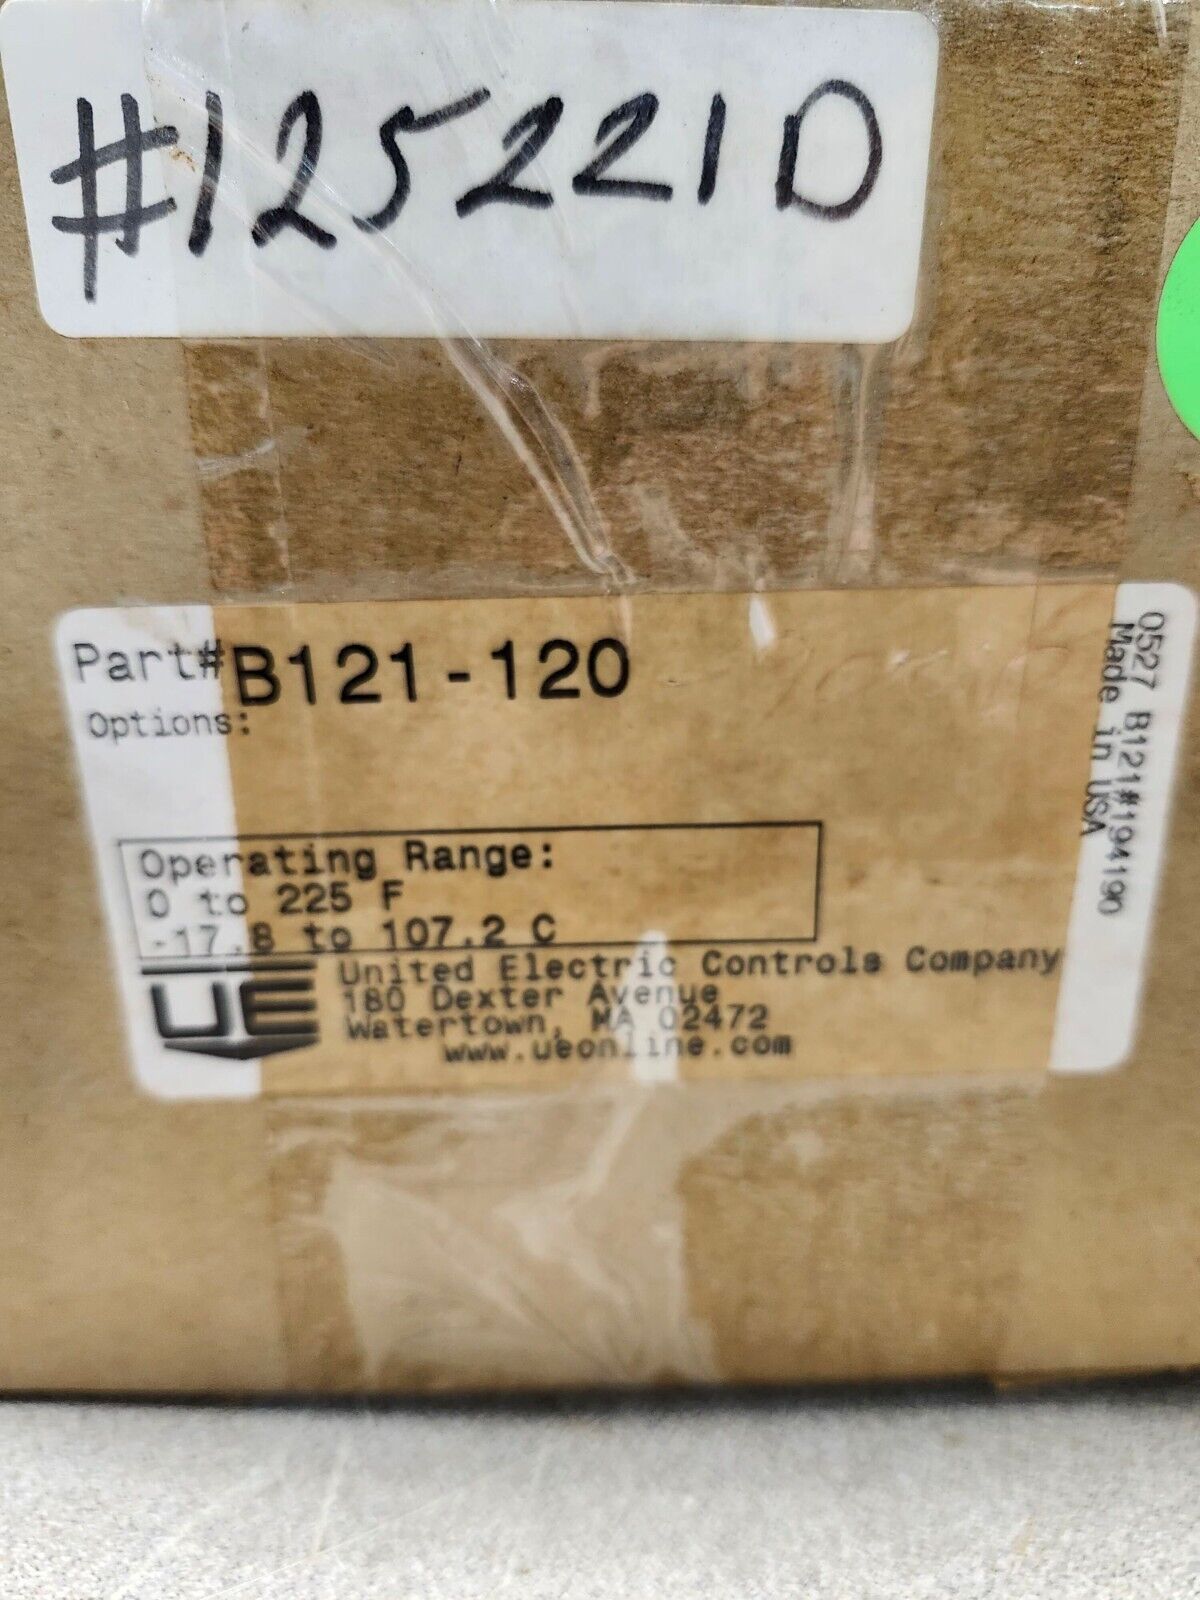 #125221D
Part# B121-120
Options:
Operating Range:
0 to 225 F
-17.8 to 107.2 C
UE
United Electric Controls Company
180 Dexter Avenue
Watertown, MA 02472
www.ueonline.com
0527 B121#194190
Made in USA